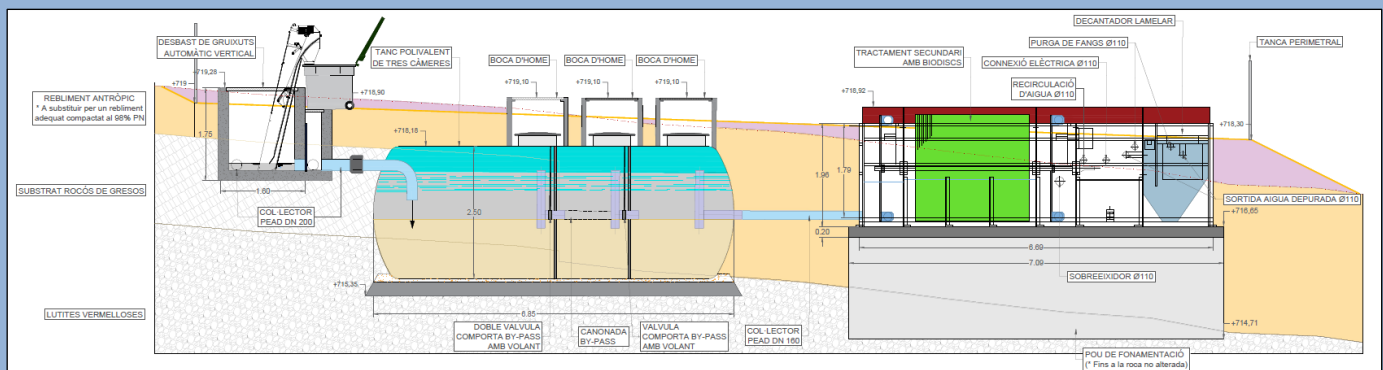 DESBAST DE GRUIXUTS
AUTOMÀTIC VERTICAL
TANC POLIVALENT
DE TRES CÀMERES
BOCA D'HOME
BOCA D'HOME
BOCA D'HOME
TRACTAMENT SECUNDARI
AMB BIODISCS
DECANTADOR LAMELAR
PURGA DE FANGS Ø110
CONNEXIÓ ELÈCTRICA Ø110
RECIRCULACIÓ
D'AIGUA Ø110
TANCA PERIMETRAL
+719,28
+719
+718,90
+719,10
+719,10
+719,10
+718,92
+718,30
REBLIMENT ANTRÒPIC
* A substituir per un rebliment
adequat compactat al 98% PN
1.75
+718,18
1.96
1.79
SUBSTRAT ROCÓS DE GRESOS
1.60
COL·LECTOR
PEAD DN 200
2.50
SORTIDA AIGUA DEPURADA Ø110
+716,65
0.20
6.69
7.09
SOBREEIXIDOR Ø110
+715,35
6.85
LUTITES VERMELLOSES
DOBLE VALVULA
COMPORTA BY-PASS
AMB VOLANT
CANONADA
BY-PASS
VALVULA
COMPORTA BY-PASS
AMB VOLANT
COL·LECTOR
PEAD DN 160
+714,71
POU DE FONAMENTACIÓ
(* Fins a la roca no alterada)